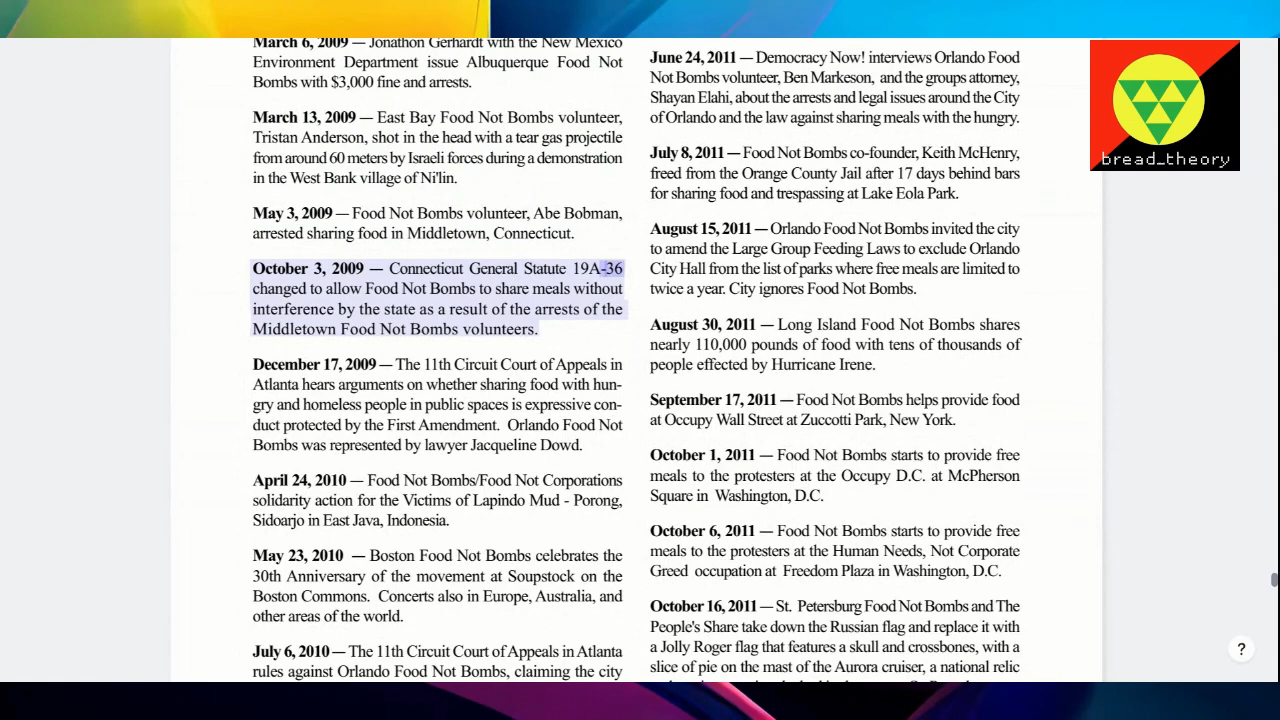 March 6, 2009 — Jonathon Gerhardt with the New Mexico
Environment Department issue Albuquerque Food Not
Bombs with $3,000 fine and arrests.
March 13, 2009 — East Bay Food Not Bombs volunteer,
Tristan Anderson, shot in the head with a tear gas projectile
from around 60 meters by Israeli forces during a demonstration
in the West Bank village of Ni'lin.
May 3, 2009 — Food Not Bombs volunteer, Abe Bobman,
arrested sharing food in Middletown, Connecticut.
October 3, 2009 — Connecticut General Statute 19A-36
changed to allow Food Not Bombs to share meals without
interference by the state as a result of the arrests of the
Middletown Food Not Bombs volunteers.
December 17, 2009 — The 11th Circuit Court of Appeals in
Atlanta hears arguments on whether sharing food with hun-
gry and homeless people in public spaces is expressive con-
duct protected by the First Amendment. Orlando Food Not
Bombs was represented by lawyer Jacqueline Dowd.
April 24, 2010 — Food Not Bombs/Food Not Corporations
solidarity action for the Victims of Lapindo Mud - Porong,
Sidoarjo in East Java, Indonesia.
May 23, 2010 — Boston Food Not Bombs celebrates the
30th Anniversary of the movement at Soupstock on the
Boston Commons. Concerts also in Europe, Australia, and
other areas of the world.
July 6, 2010 — The 11th Circuit Court of Appeals in Atlanta
rules against Orlando Food Not Bombs, claiming the city
June 24, 2011 — Democracy Now! interviews Orlando Food
Not Bombs volunteer, Ben Markeson, and the groups attorney,
Shayan Elahi, about the arrests and legal issues around the City
of Orlando and the law against sharing meals with the hungry.
July 8, 2011 — Food Not Bombs co-founder, Keith McHenry,
freed from the Orange County Jail after 17 days behind bars
for sharing food and trespassing at Lake Eola Park.
August 15, 2011 — Orlando Food Not Bombs invited the city
to amend the Large Group Feeding Laws to exclude Orlando
City Hall from the list of parks where free meals are limited to
twice a year. City ignores Food Not Bombs.
August 30, 2011 — Long Island Food Not Bombs shares
nearly 110,000 pounds of food with tens of thousands of
people effected by Hurricane Irene.
September 17, 2011 — Food Not Bombs helps provide food
at Occupy Wall Street at Zuccotti Park, New York.
October 1, 2011 — Food Not Bombs starts to provide free
meals to the protesters at the Occupy D.C. at McPherson
Square in Washington, D.C.
October 6, 2011 — Food Not Bombs starts to provide free
meals to the protesters at the Human Needs, Not Corporate
Greed occupation at Freedom Plaza in Washington, D.C.
October 16, 2011 — St. Petersburg Food Not Bombs and The
People's Share take down the Russian flag and replace it with
a Jolly Roger flag that features a skull and crossbones, with a
slice of pie on the mast of the Aurora cruiser, a national relic
bread_theory
?